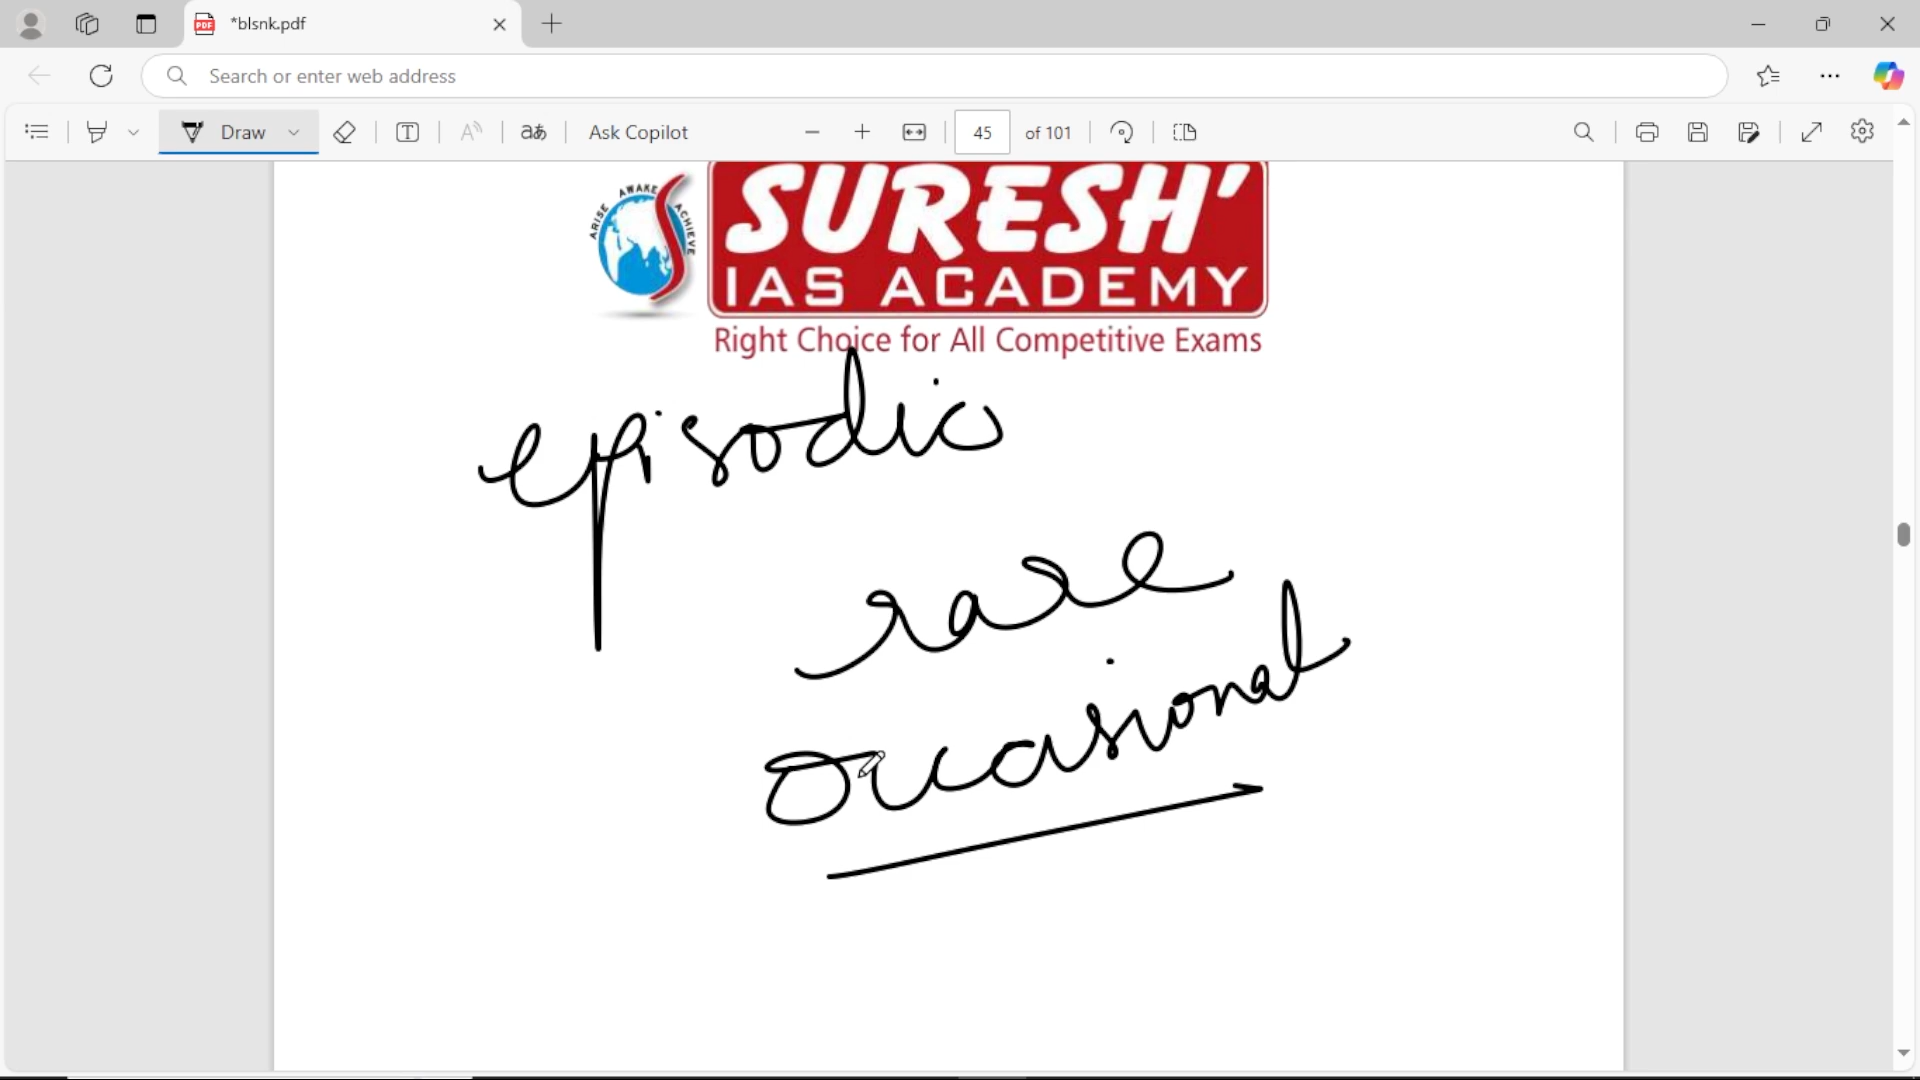 *blsnk.pdf
Search or enter web address
Draw
Ask Copilot
45 of 101
ARISE AWAKE ACHIEVE
SURESH'
IAS ACADEMY
Right Choice for All Competitive Exams
episodic
rare
occasional